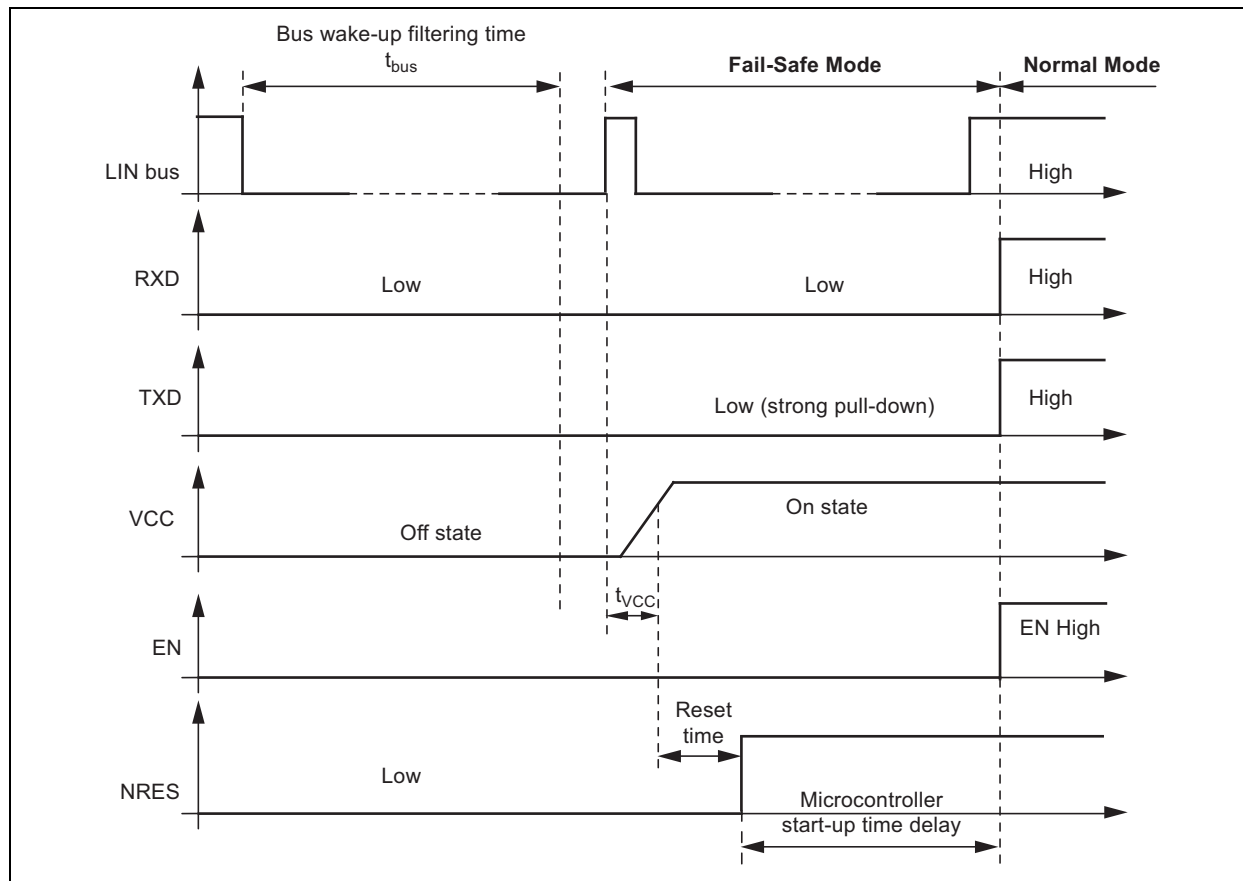 Bus wake-up filtering time
t_bus
Fail-Safe Mode
Normal Mode
LIN bus
High
RXD
Low
Low
High
TXD
Low (strong pull-down)
High
VCC
Off state
On state
t_VCC
EN
EN High
Reset
time
NRES
Low
Microcontroller
start-up time delay